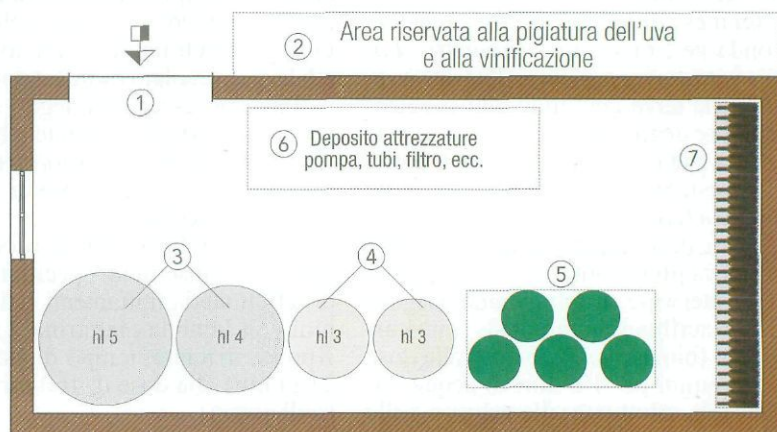 ② Area riservata alla pigiatura dell'uva
e alla vinificazione
①
⑥ Deposito attrezzature
pompa, tubi, filtro, ecc.
⑦
③
④
⑤
hl 5
hl 4
hl 3
hl 3